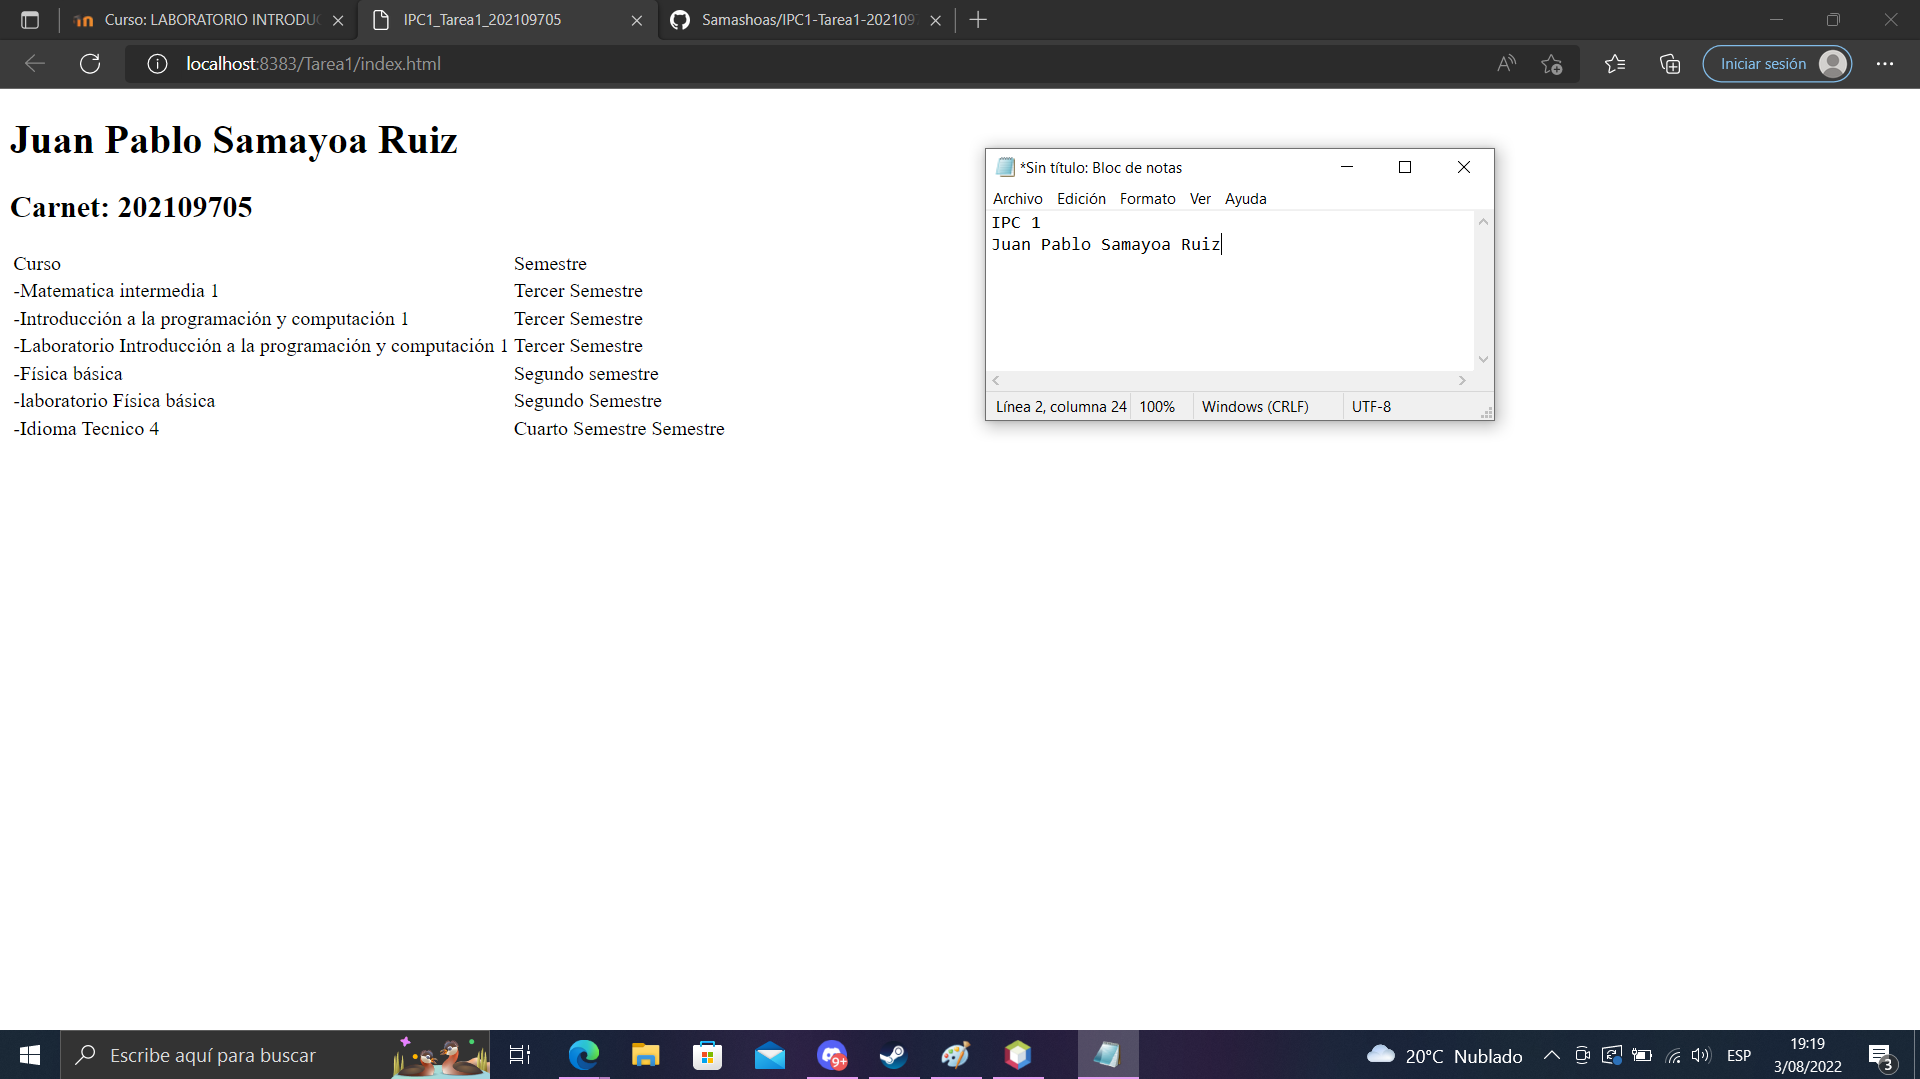 Curso: LABORATORIO INTRODU
IPC1_Tarea1_202109705
Samashoas/IPC1-Tarea1-202109
localhost:8383/Tarea1/index.html
Iniciar sesión
Juan Pablo Samayoa Ruiz
Carnet: 202109705
Curso Semestre
-Matematica intermedia 1 Tercer Semestre
-Introducción a la programación y computación 1 Tercer Semestre
-Laboratorio Introducción a la programación y computación 1 Tercer Semestre
-Física básica Segundo semestre
-laboratorio Física básica Segundo Semestre
-Idioma Tecnico 4 Cuarto Semestre Semestre
*Sin título: Bloc de notas
Archivo Edición Formato Ver Ayuda
IPC 1
Juan Pablo Samayoa Ruiz
Línea 2, columna 24 100% Windows (CRLF) UTF-8
Escribe aquí para buscar
9+
20°C Nublado
ESP
19:19
3/08/2022
3